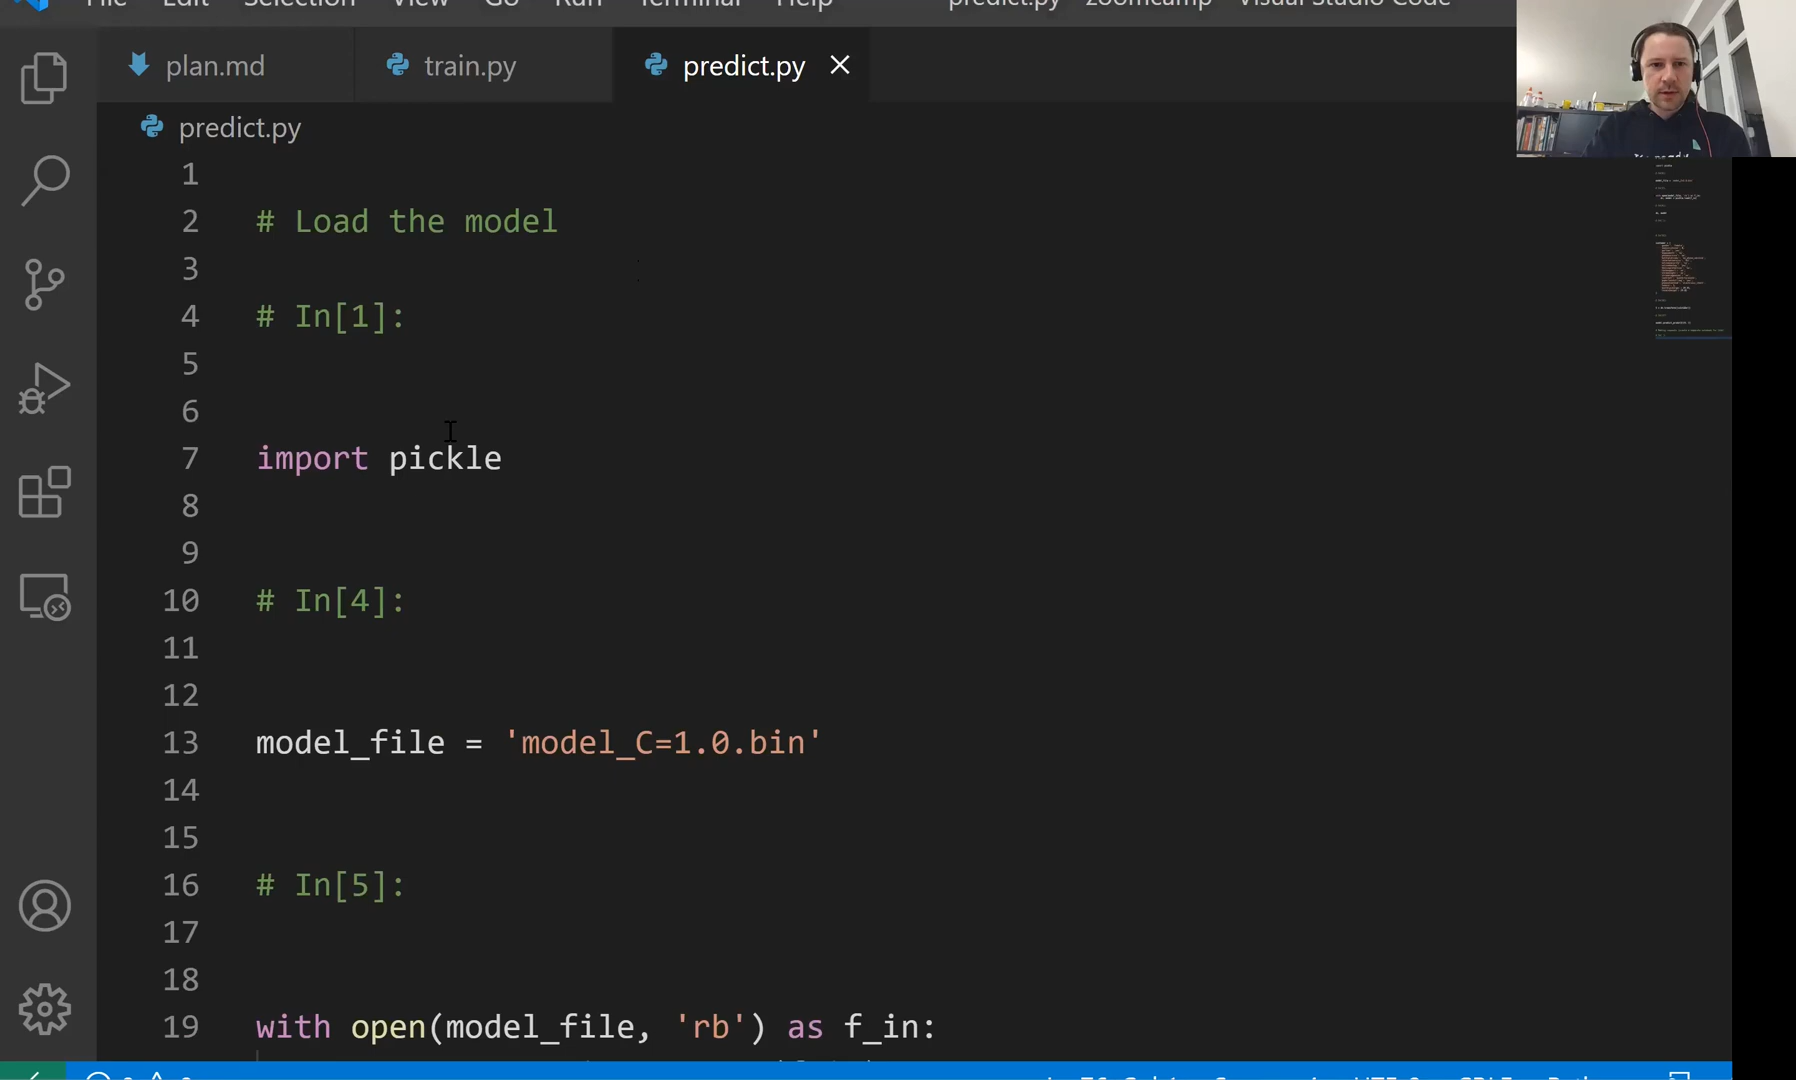 File Edit Selection View Go Run Terminal Help predict.py - zoomcamp - Visual Studio Code
plan.md train.py predict.py
predict.py
1
2 # Load the model
3
4 # In[1]:
5
6
7 import pickle
8
9
10 # In[4]:
11
12
13 model_file = 'model_C=1.0.bin'
14
15
16 # In[5]:
17
18
19 with open(model_file, 'rb') as f_in: